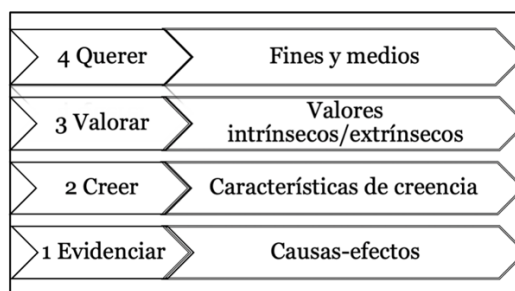 4 Querer
Fines y medios
3 Valorar
Valores
intrínsecos/extrínsecos
2 Creer
Características de creencia
1 Evidenciar
Causas-efectos